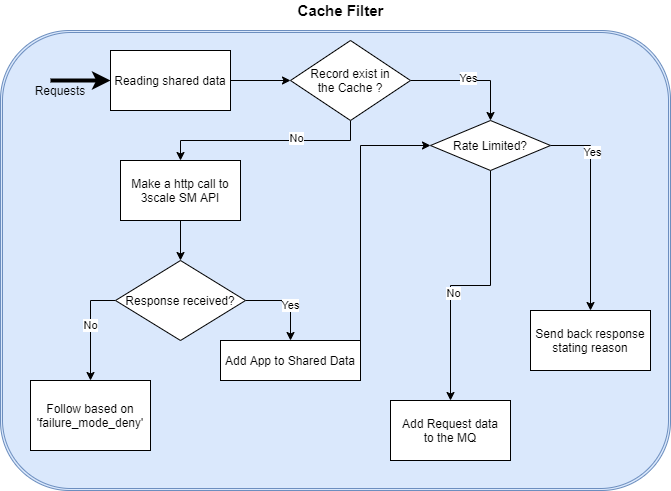 Cache Filter
Requests
Reading shared data
Record exist in
the Cache ?
Yes
No
Rate Limited?
Yes
Make a http call to
3scale SM API
Response received?
Yes
No
No
Add App to Shared Data
Send back response
stating reason
Follow based on
'failure_mode_deny'
Add Request data
to the MQ